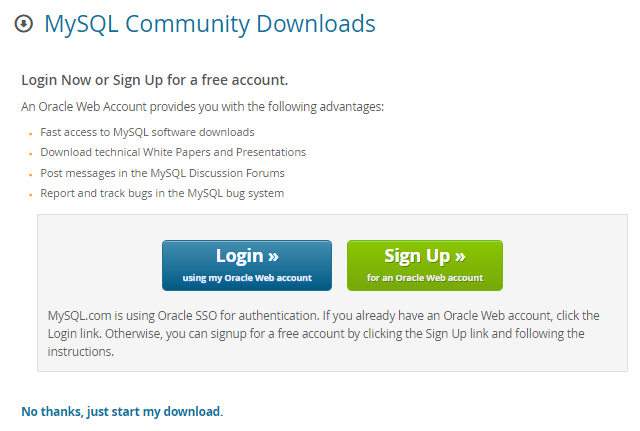 MySQL Community Downloads
Login Now or Sign Up for a free account.
An Oracle Web Account provides you with the following advantages:
Fast access to MySQL software downloads
Download technical White Papers and Presentations
Post messages in the MySQL Discussion Forums
Report and track bugs in the MySQL bug system
Login »
using my Oracle Web account
Sign Up »
for an Oracle Web account
MySQL.com is using Oracle SSO for authentication. If you already have an Oracle Web account, click the
Login link. Otherwise, you can signup for a free account by clicking the Sign Up link and following the
instructions.
No thanks, just start my download.